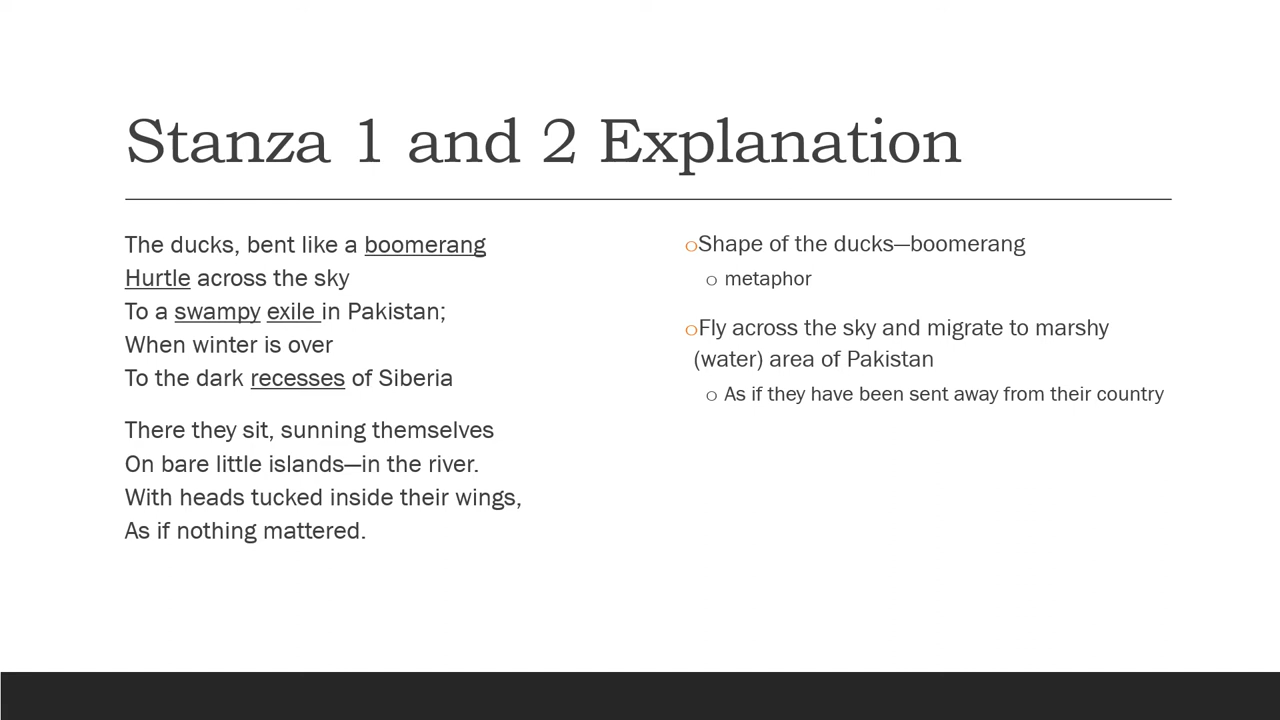 Stanza 1 and 2 Explanation
The ducks, bent like a boomerang
Hurtle across the sky
To a swampy exile in Pakistan;
When winter is over
To the dark recesses of Siberia
There they sit, sunning themselves
On bare little islands—in the river.
With heads tucked inside their wings,
As if nothing mattered.
Shape of the ducks—boomerang
metaphor
Fly across the sky and migrate to marshy
(water) area of Pakistan
As if they have been sent away from their country